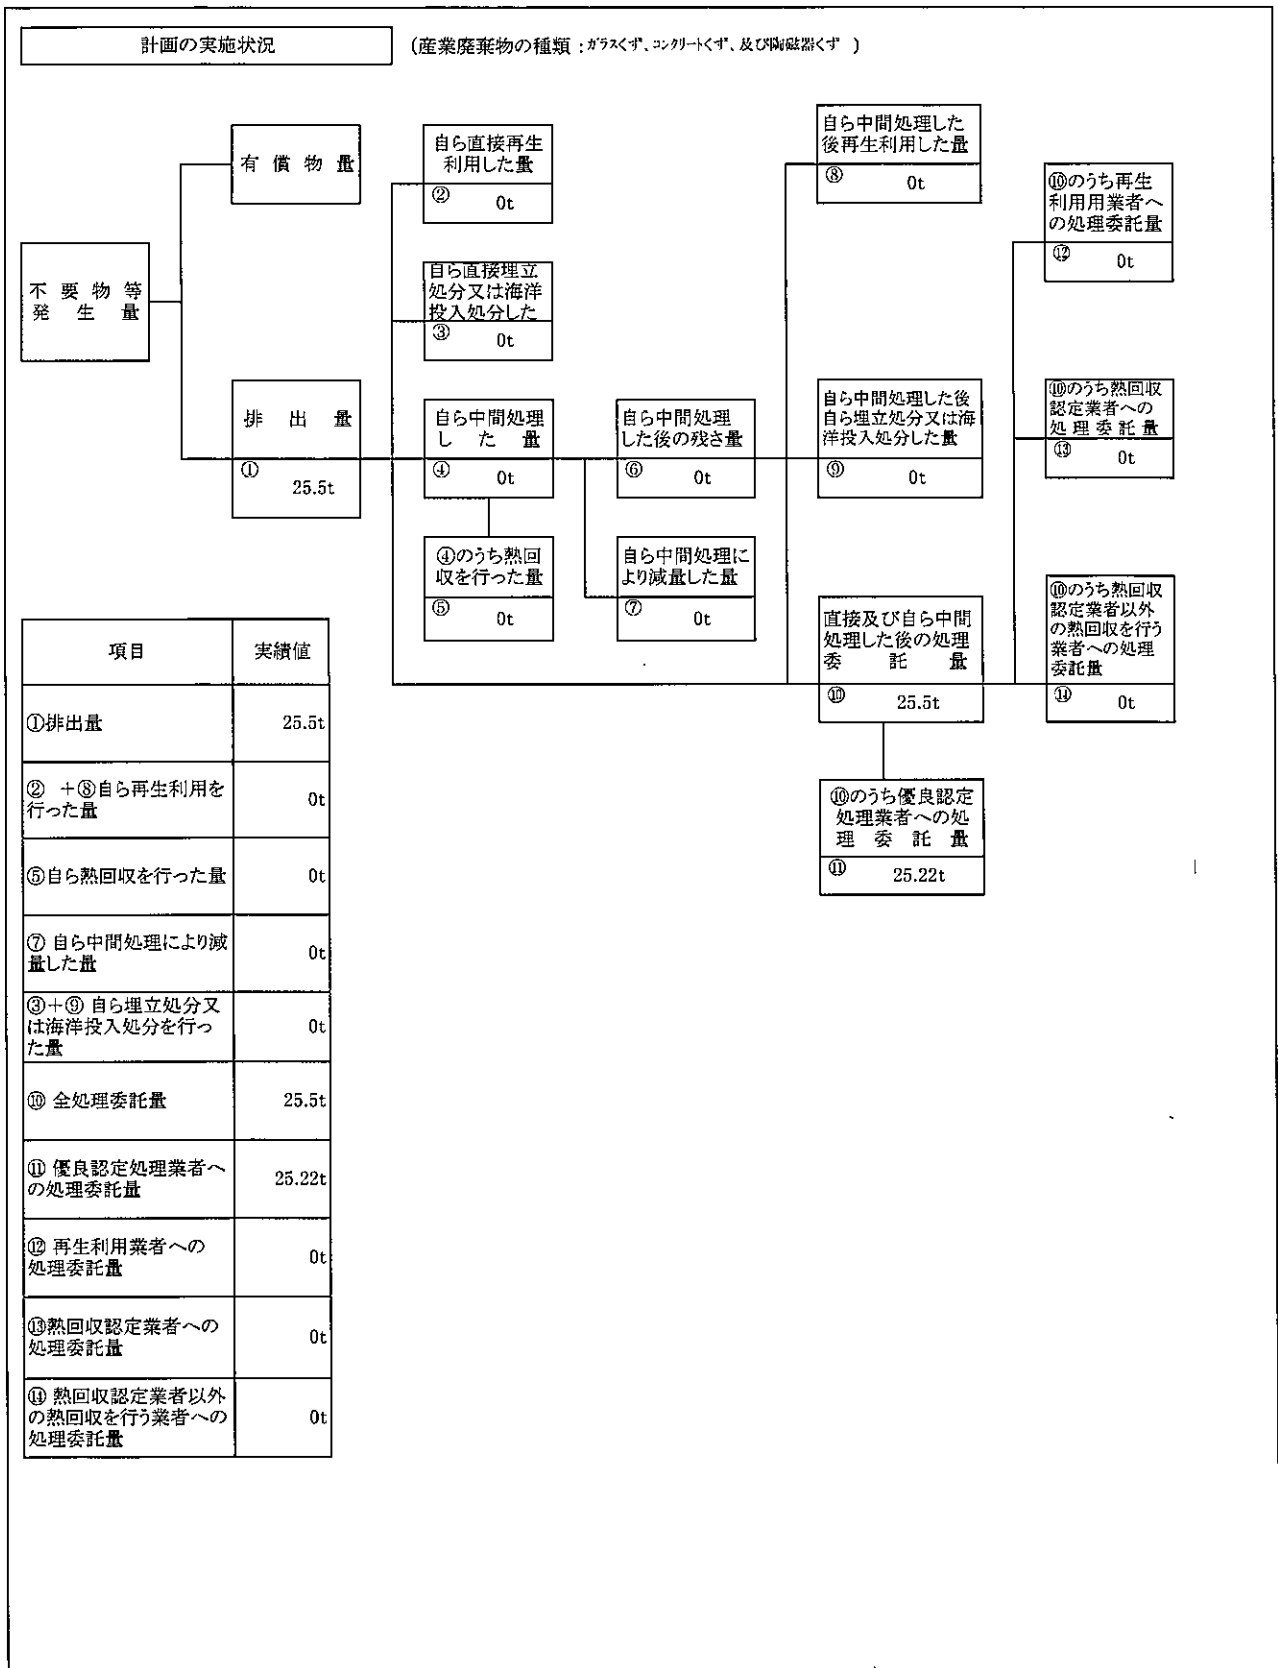 計画の実施状況
(産業廃棄物の種類：ガラスくず、コンクリートくず、及び陶磁器くず )
有償物量
自ら直接再生
利用した量
② 0t
自ら中間処理した
後再生利用した量
⑧ 0t
⑩のうち再生
利用用業者へ
の処理委託量
⑫ 0t
不要物等
発生量
自ら直接埋立
処分又は海洋
投入処分した
③ 0t
排出量
① 25.5t
自ら中間処理
した量
④ 0t
自ら中間処理
した後の残さ量
⑥ 0t
自ら中間処理した後
自ら埋立処分又は海
洋投入処分した量
⑨ 0t
⑩のうち熱回収
認定業者への
処理委託量
⑬ 0t
④のうち熱回
収を行った量
⑤ 0t
自ら中間処理に
より減量した量
⑦ 0t
直接及び自ら中間
処理した後の処理
委託量
⑩ 25.5t
⑩のうち熱回収
認定業者以外
の熱回収を行う
業者への処理
委託量
⑭ 0t
⑩のうち優良認定
処理業者への処
理委託量
⑪ 25.22t
項目 実績値
①排出量 25.5t
② +⑧自ら再生利用を
行った量 0t
⑤自ら熱回収を行った量 0t
⑦ 自ら中間処理により減
量した量 0t
③+⑨ 自ら埋立処分又
は海洋投入処分を行っ
た量 0t
⑩ 全処理委託量 25.5t
⑪ 優良認定処理業者へ
の処理委託量 25.22t
⑫ 再生利用業者への
処理委託量 0t
⑬熱回収認定業者への
処理委託量 0t
⑭ 熱回収認定業者以外
の熱回収を行う業者への
処理委託量 0t